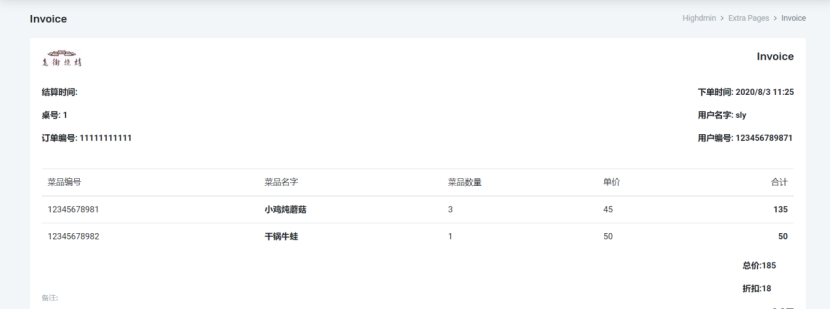 Invoice
Highdmin > Extra Pages > Invoice
Invoice
结算时间:
下单时间: 2020/8/3 11:25
桌号: 1
用户名字: sly
订单编号: 11111111111
用户编号: 123456789871
菜品编号 菜品名字 菜品数量 单价 合计
12345678981 小鸡炖蘑菇 3 45 135
12345678982 干锅牛蛙 1 50 50
总价:185
折扣:18
备注: